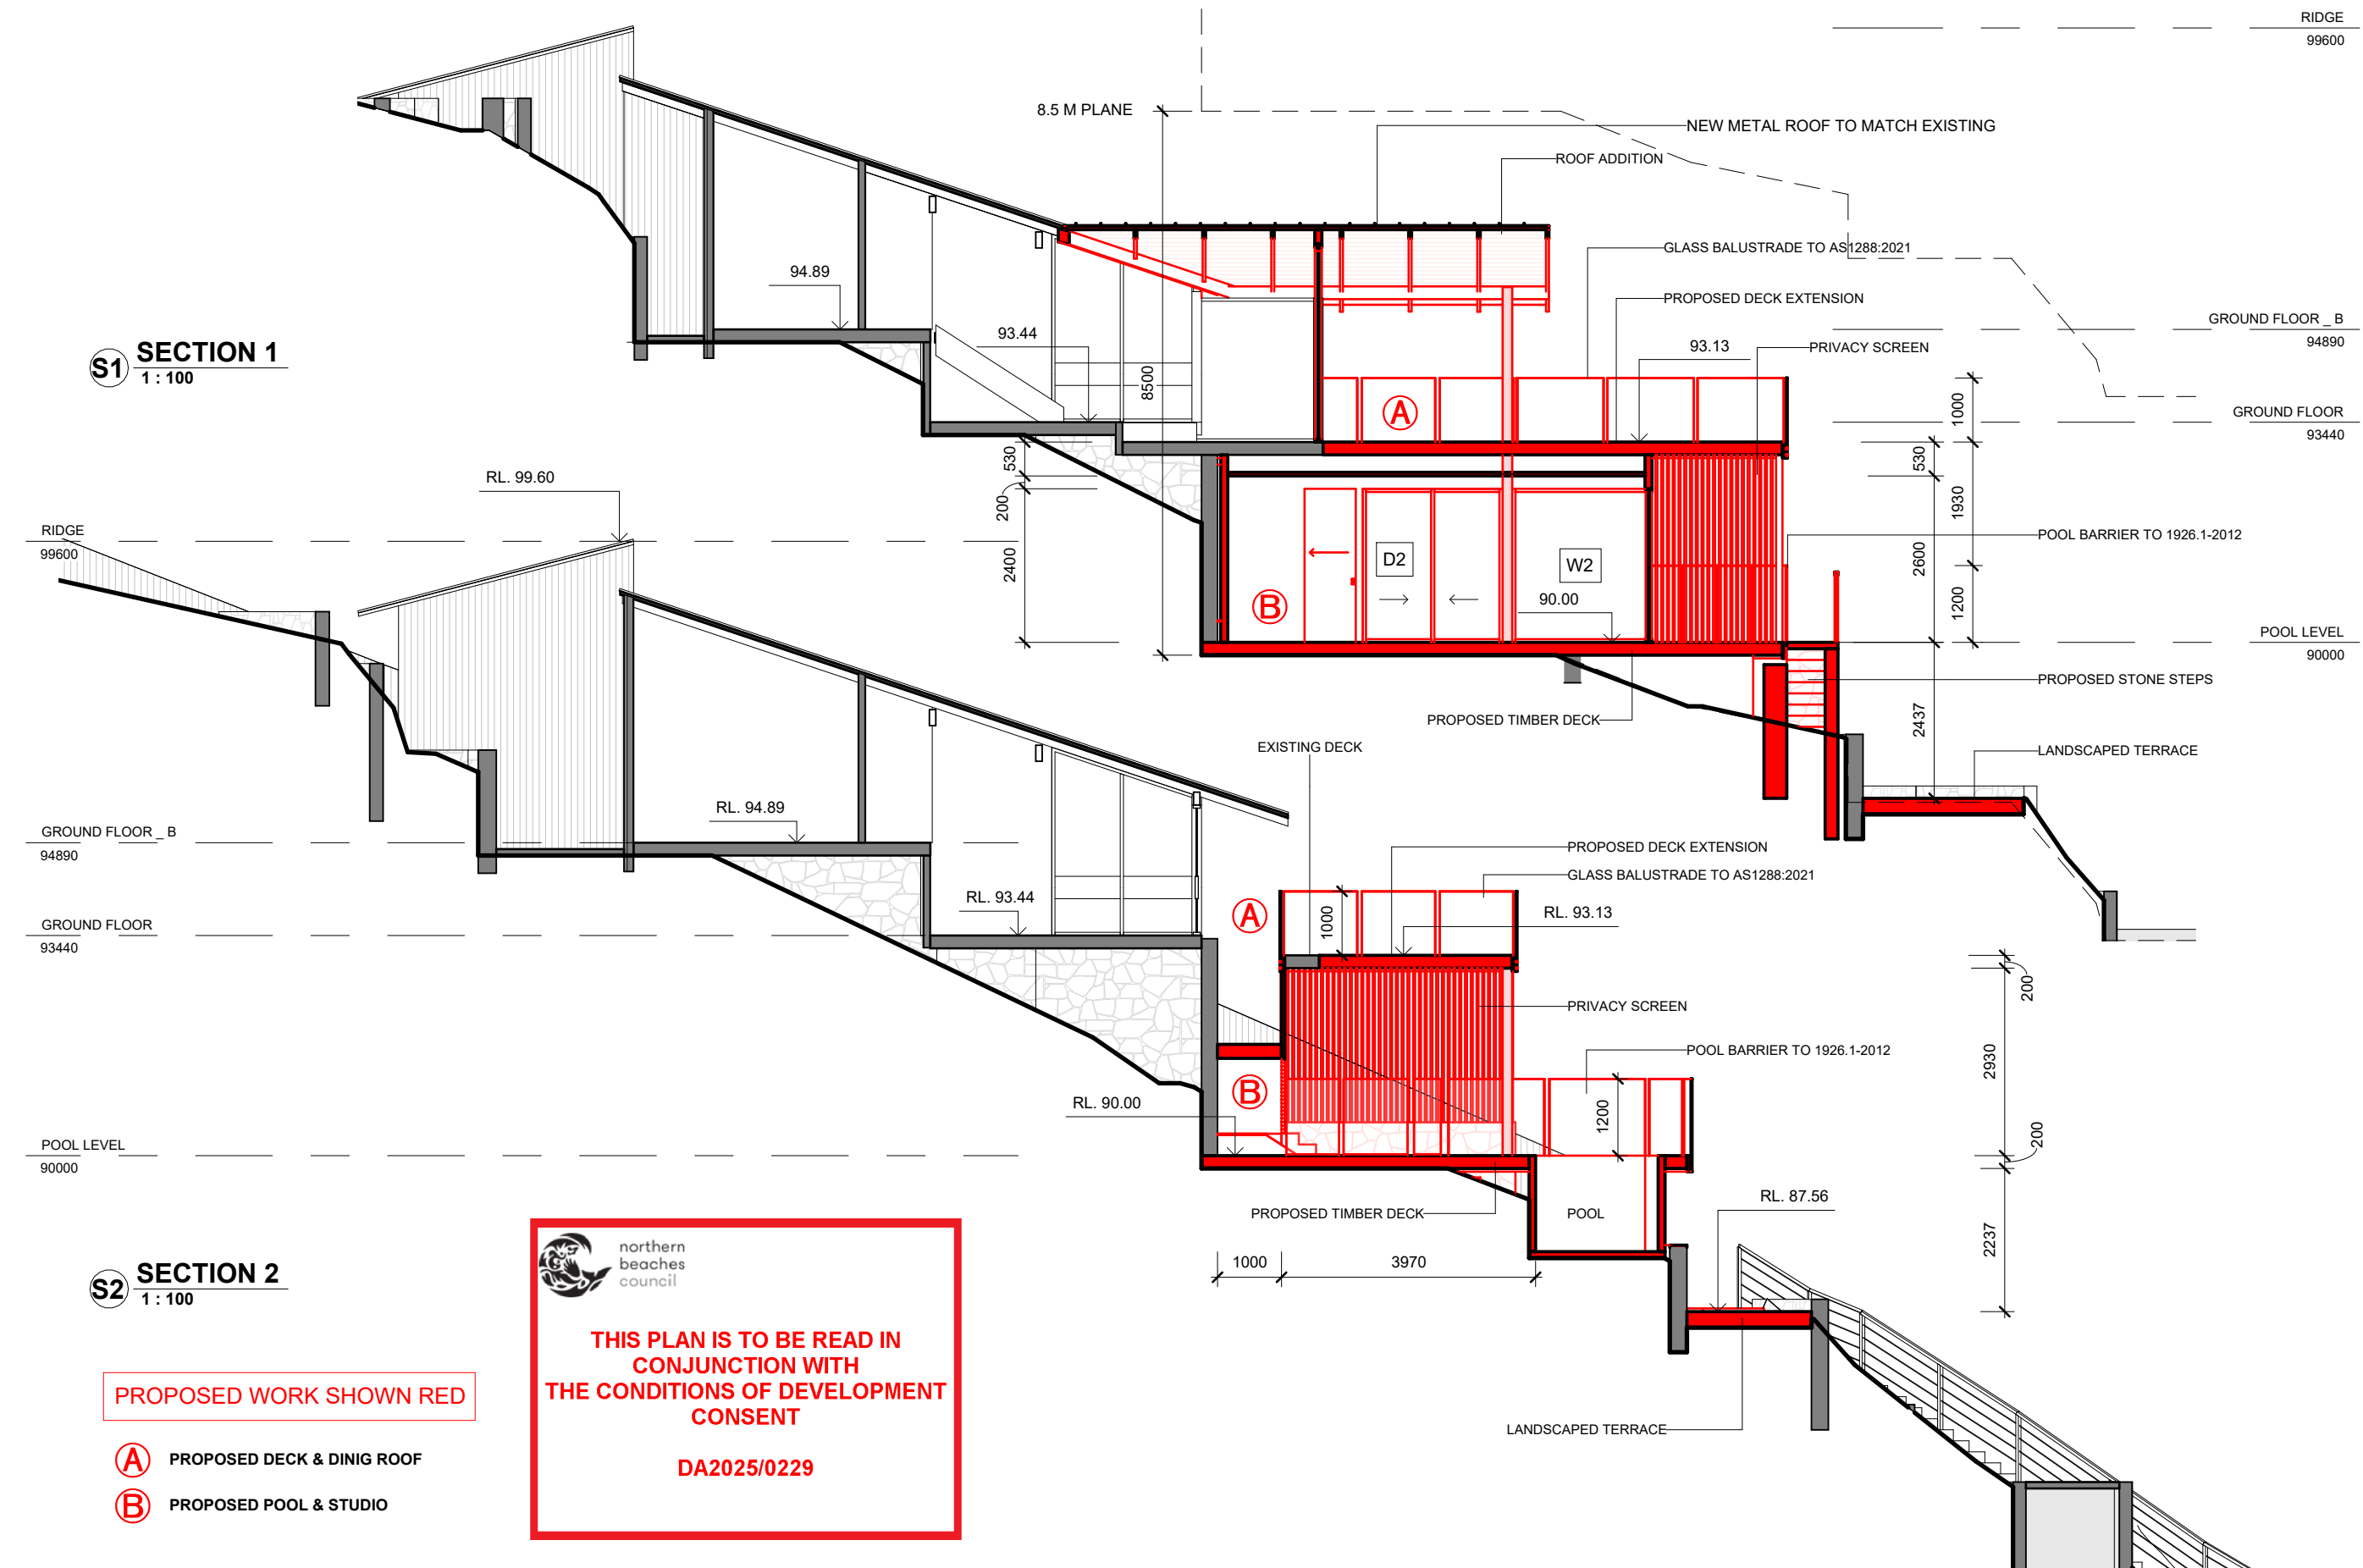 RIDGE
99600
8.5 M PLANE
NEW METAL ROOF TO MATCH EXISTING
ROOF ADDITION
GLASS BALUSTRADE TO AS1288:2021
94.89
PROPOSED DECK EXTENSION
GROUND FLOOR _ B
94890
93.44
93.13
PRIVACY SCREEN
S1
SECTION 1
1 : 100
8500
A
1000
GROUND FLOOR
93440
530
200
2400
530
1930
2600
1200
RL. 99.60
RIDGE
99600
POOL BARRIER TO 1926.1-2012
D2
W2
B
90.00
POOL LEVEL
90000
PROPOSED STONE STEPS
2437
PROPOSED TIMBER DECK
EXISTING DECK
LANDSCAPED TERRACE
RL. 94.89
GROUND FLOOR _ B
94890
PROPOSED DECK EXTENSION
GLASS BALUSTRADE TO AS1288:2021
RL. 93.44
A
1000
RL. 93.13
GROUND FLOOR
93440
200
PRIVACY SCREEN
POOL BARRIER TO 1926.1-2012
2930
B
RL. 90.00
1200
200
POOL LEVEL
90000
RL. 87.56
PROPOSED TIMBER DECK
POOL
2237
1000
3970
S2
SECTION 2
1 : 100
northern
beaches
council
THIS PLAN IS TO BE READ IN
CONJUNCTION WITH
THE CONDITIONS OF DEVELOPMENT
CONSENT
DA2025/0229
PROPOSED WORK SHOWN RED
LANDSCAPED TERRACE
A PROPOSED DECK & DINIG ROOF
B PROPOSED POOL & STUDIO